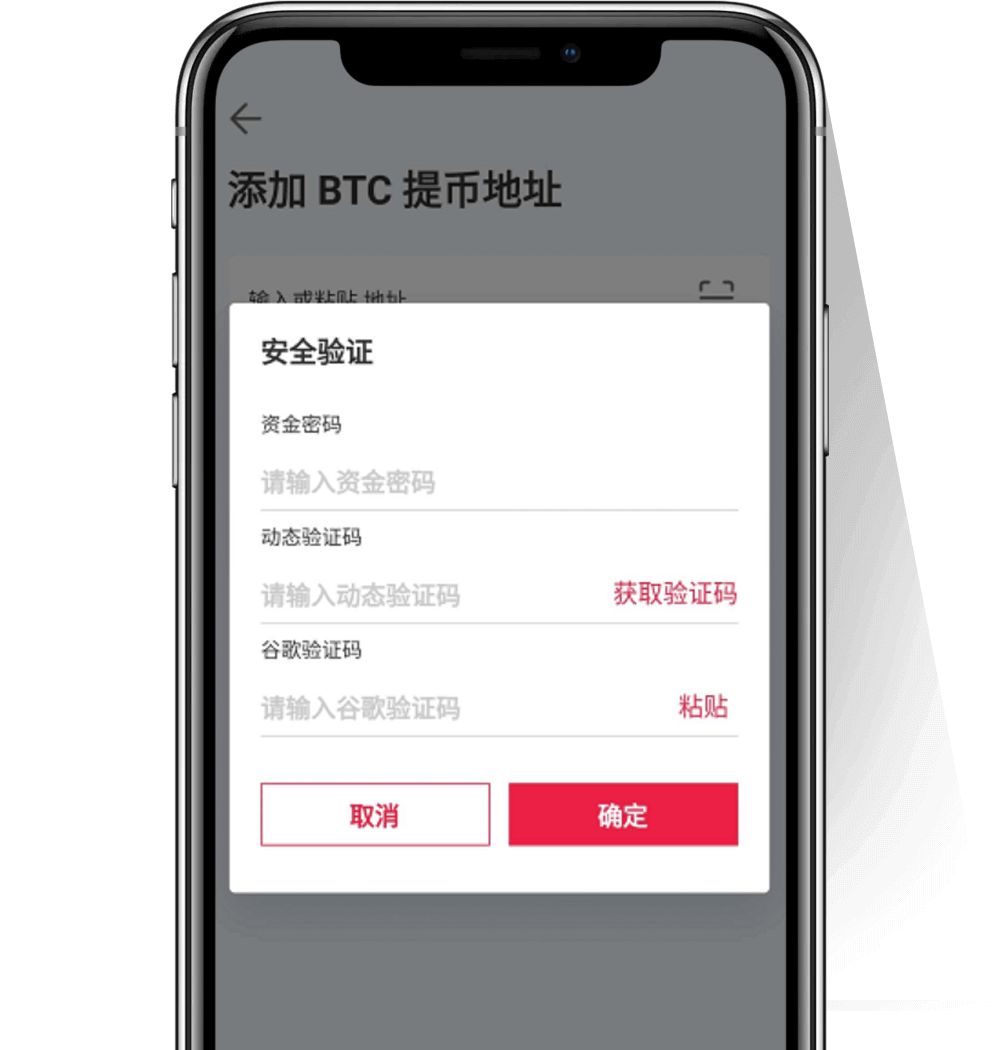 添加 BTC 提币地址
输入或粘贴 地址
安全验证
资金密码
请输入资金密码
动态验证码
请输入动态验证码 获取验证码
谷歌验证码
请输入谷歌验证码 粘贴
取消 确定